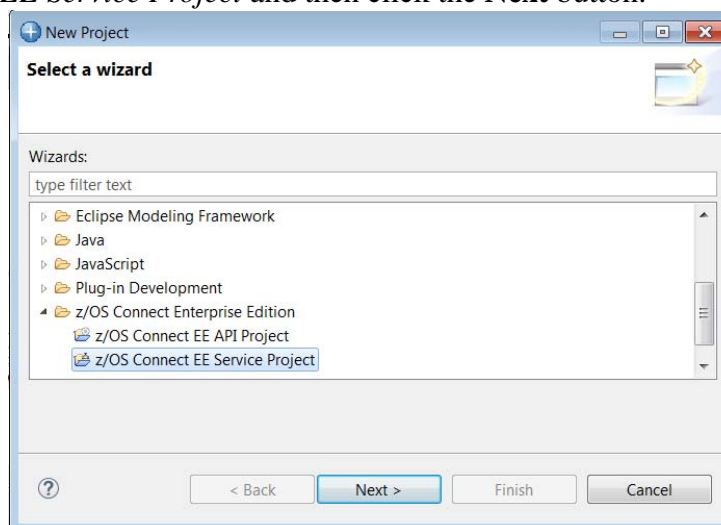 EE Service Project and then click the Next button.
New Project
Select a wizard
Wizards:
type filter text
Eclipse Modeling Framework
Java
JavaScript
Plug-in Development
z/OS Connect Enterprise Edition
z/OS Connect EE API Project
z/OS Connect EE Service Project
?
< Back
Next >
Finish
Cancel